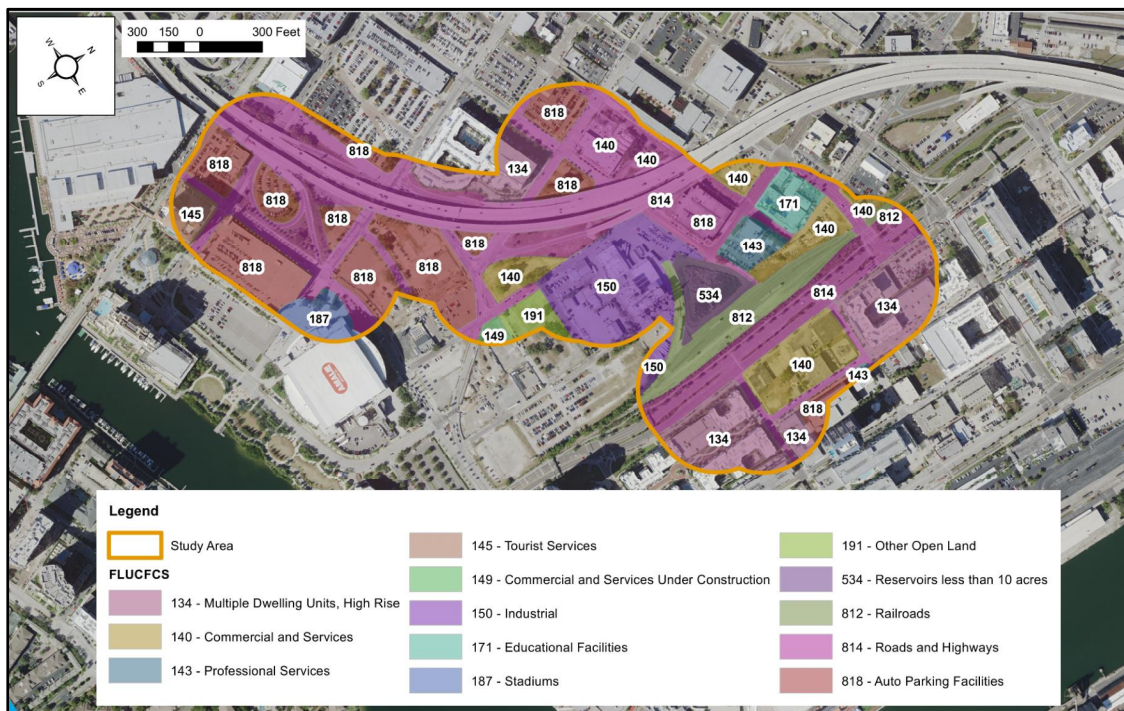 300 150 0 300 Feet
N
W
E
S
818
818
140
140
134
818
140
818
171
145
818
818
814
818
140
812
143
140
818
818
818
818
140
150
534
814
134
187
191
812
149
150
140
143
818
134
134
AMALIE
ARENA
Legend
Study Area
FLUCFCS
134 - Multiple Dwelling Units, High Rise
140 - Commercial and Services
143 - Professional Services
145 - Tourist Services
149 - Commercial and Services Under Construction
150 - Industrial
171 - Educational Facilities
187 - Stadiums
191 - Other Open Land
534 - Reservoirs less than 10 acres
812 - Railroads
814 - Roads and Highways
818 - Auto Parking Facilities